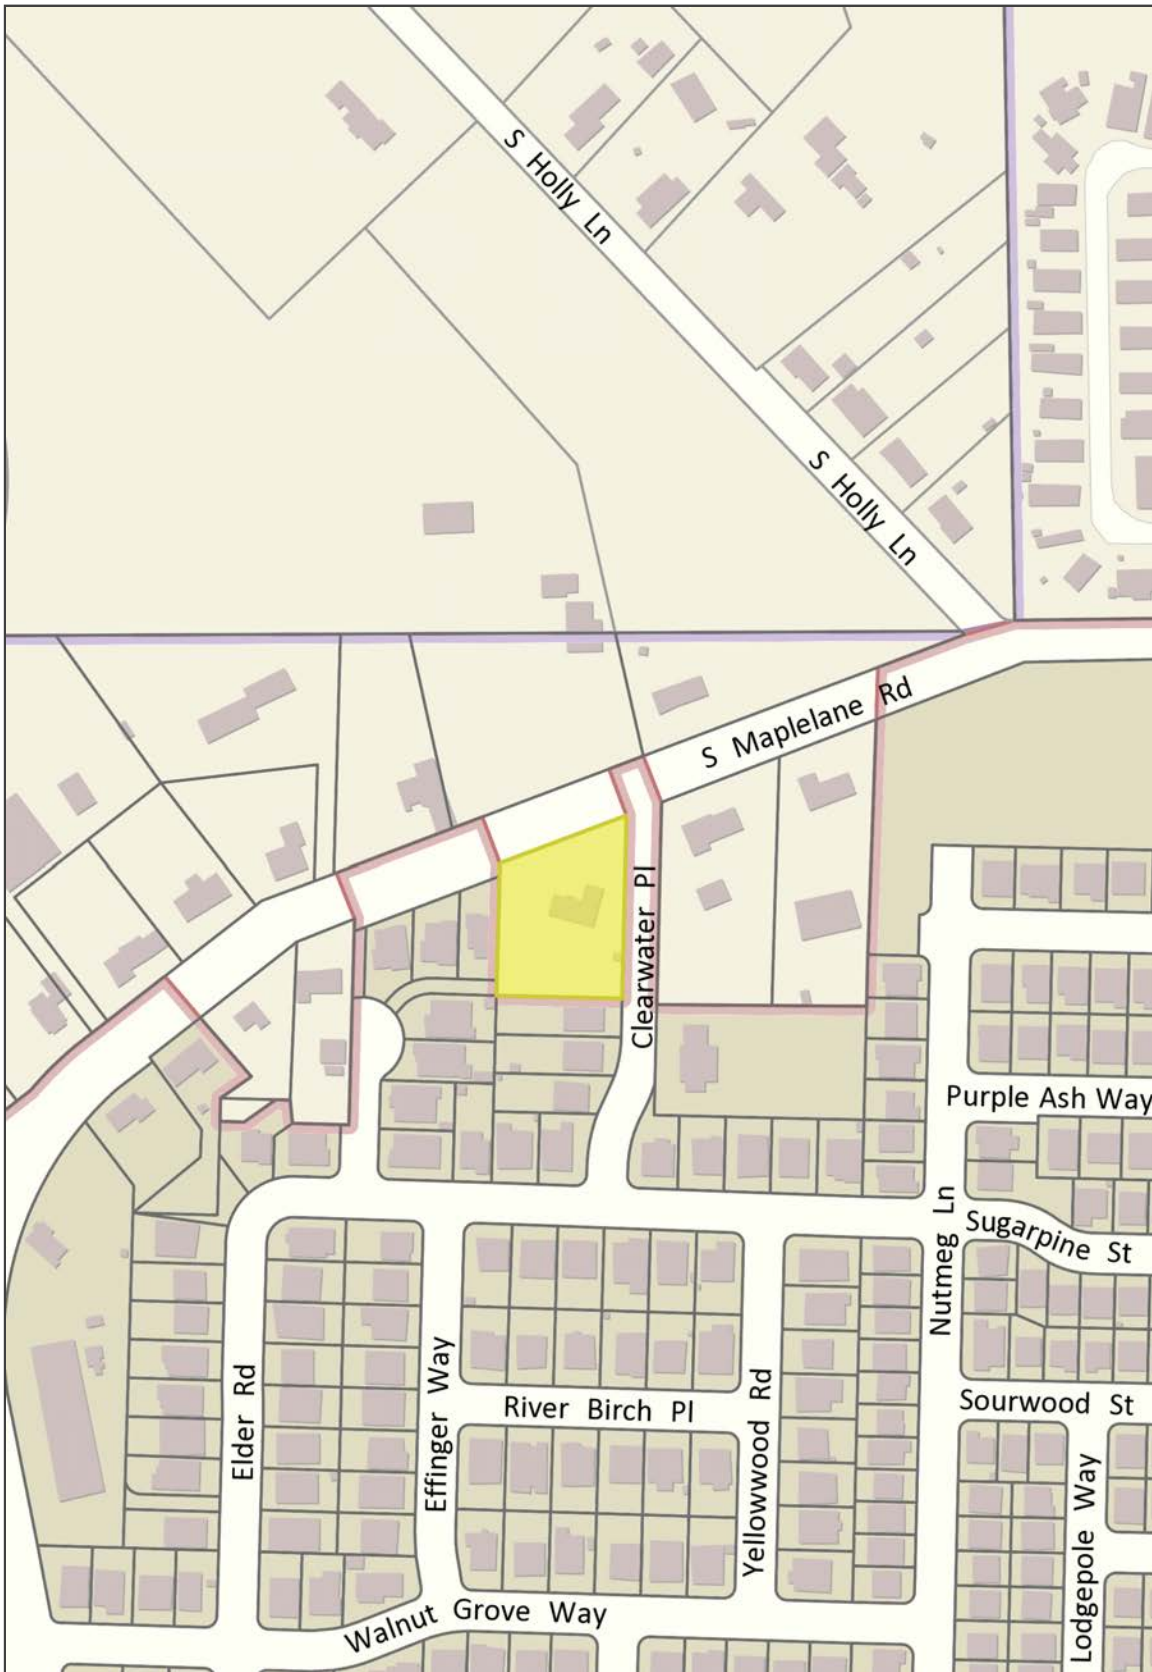 S Holly Ln
S Holly Ln
S Maplelane Rd
Clearwater Pl
Purple Ash Way
Nutmeg Ln
Sugarpine St
Elder Rd
Effinger Way
River Birch Pl
Yellowwood Rd
Sourwood St
Lodgepole Way
Walnut Grove Way